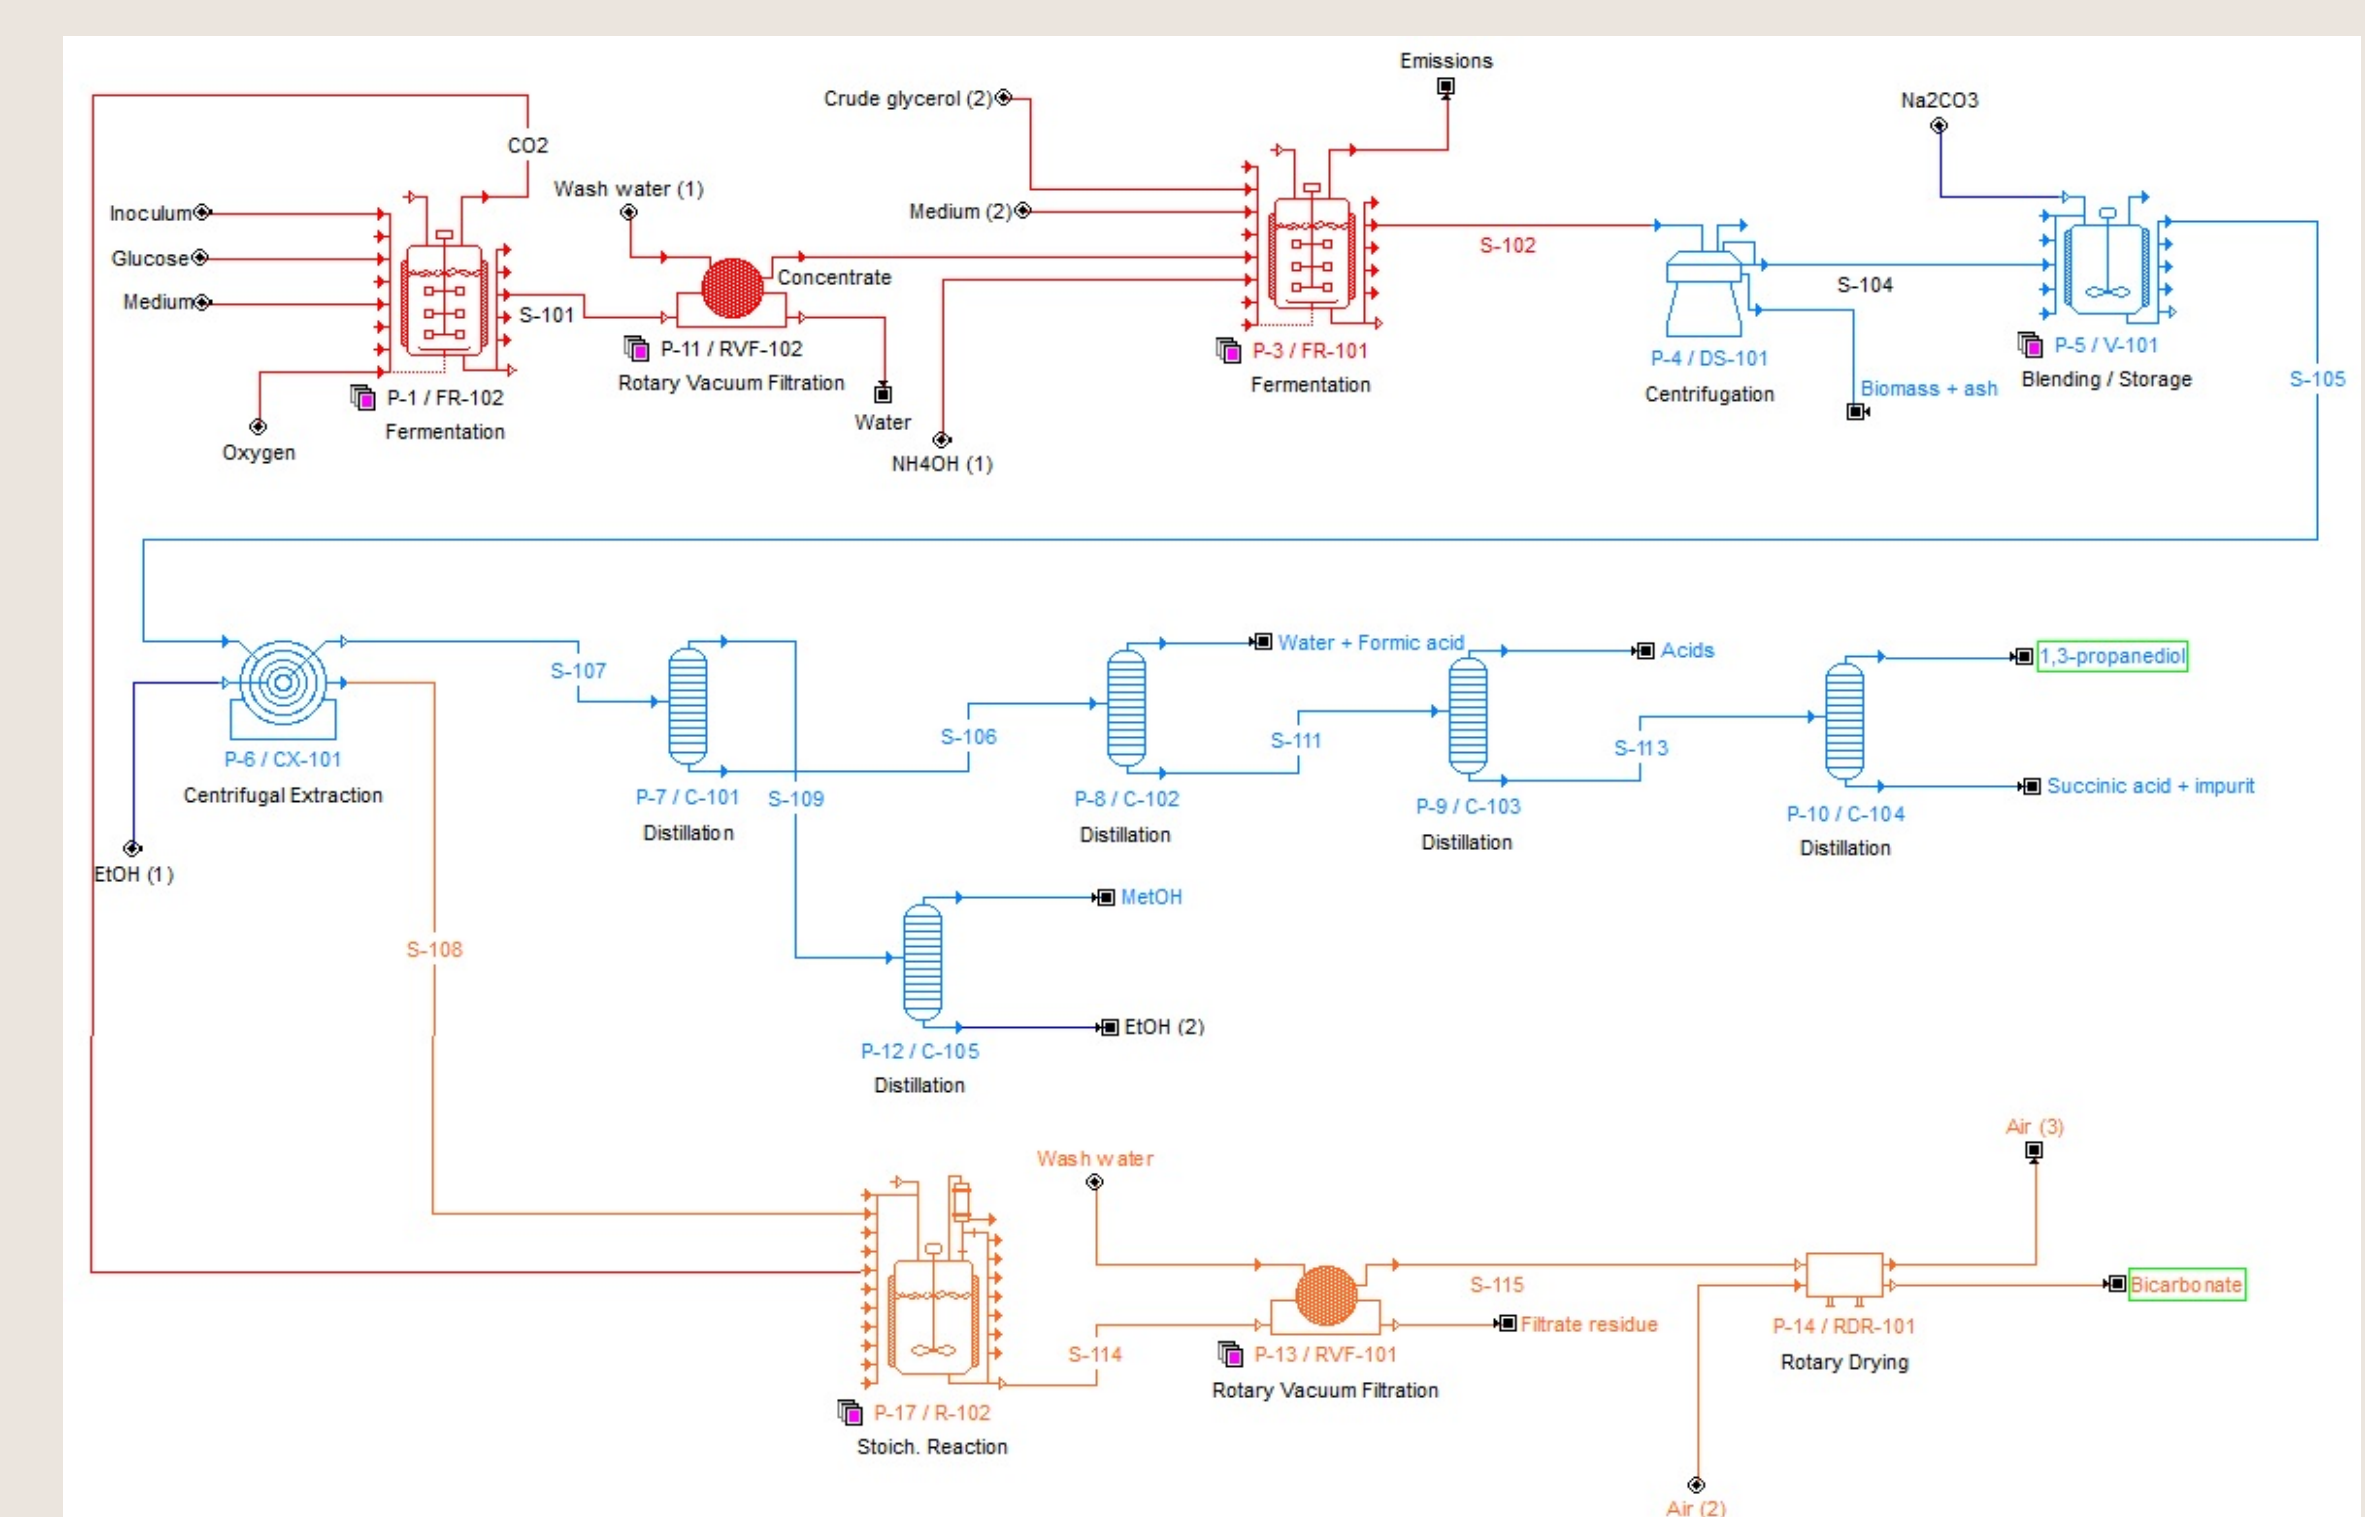 Emissions
Crude glycerol (2)
Na2CO3
CO2
Wash water (1)
Inoculum
Medium (2)
Glucose
S-102
Concentrate
S-104
Medium
S-101
P-11 / RVF-102
Rotary Vacuum Filtration
P-3 / FR-101
Fermentation
P-4 / DS-101
Centrifugation
P-5 / V-101
Blending / Storage
S-105
P-1 / FR-102
Fermentation
Biomass + ash
Water
Oxygen
NH4OH (1)
Water + Formic acid
Acids
1,3-propanediol
S-107
S-106
S-111
S-113
P-6 / CX-101
Centrifugal Extraction
P-7 / C-101
Distillation
S-109
P-8 / C-102
Distillation
P-9 / C-103
Distillation
P-10 / C-104
Distillation
Succinic acid + impurit
EtOH (1)
MetOH
S-108
EtOH (2)
P-12 / C-105
Distillation
Air (3)
Wash water
S-115
Bicarbonate
Filtrate residue
S-114
P-13 / RVF-101
Rotary Vacuum Filtration
P-14 / RDR-101
Rotary Drying
P-17 / R-102
Stoich. Reaction
Air (2)